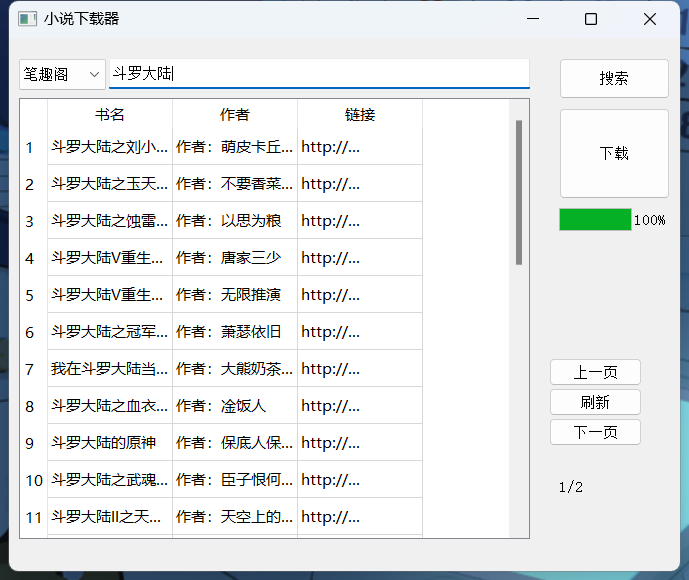 小说下载器
笔趣阁 斗罗大陆 搜索
下载
100%
书名 作者 链接
1 斗罗大陆之刘小... 作者：萌皮卡丘... http://...
2 斗罗大陆之玉天... 作者：不要香菜... http://...
3 斗罗大陆之蚀雷... 作者：以思为粮 http://...
4 斗罗大陆V重生... 作者：唐家三少 http://...
5 斗罗大陆V重生... 作者：无限推演 http://...
6 斗罗大陆之冠军... 作者：萧瑟依旧 http://...
7 我在斗罗大陆当... 作者：大熊奶茶... http://...
8 斗罗大陆之血衣... 作者：淦饭人 http://...
9 斗罗大陆的原神 作者：保底人保... http://...
10 斗罗大陆之武魂... 作者：臣子恨何... http://...
11 斗罗大陆II之天... 作者：天空上的... http://...
上一页
刷新
下一页
1/2